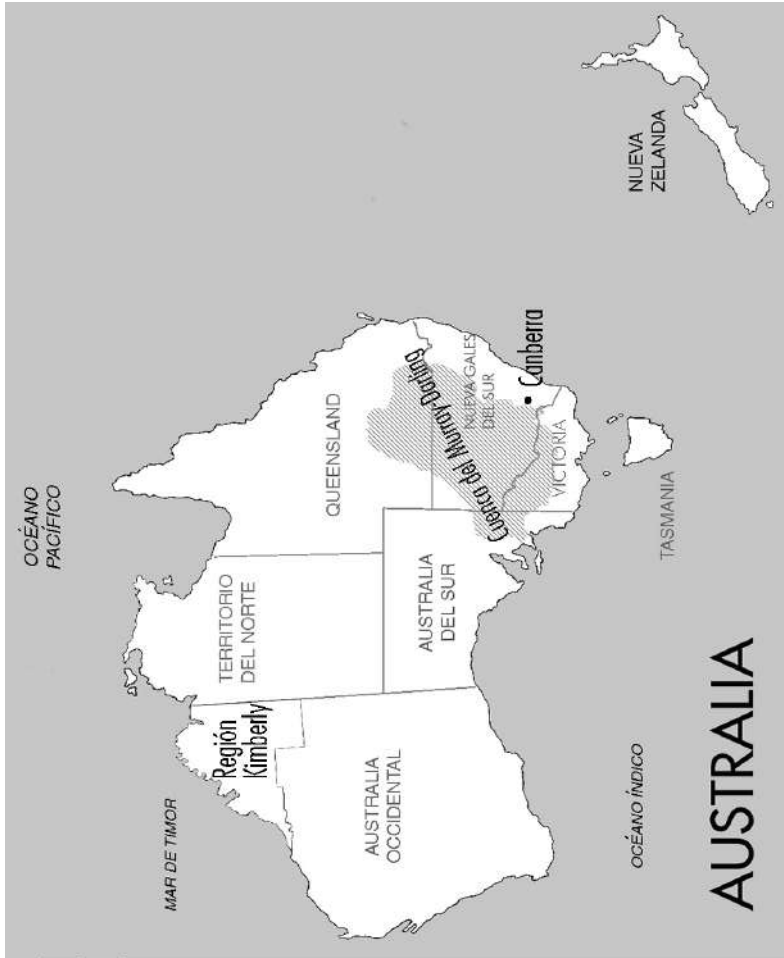 OCÉANO
PACÍFICO
MAR DE TIMOR
Región
Kimberly
TERRITORIO
DEL NORTE
QUEENSLAND
AUSTRALIA
OCCIDENTAL
AUSTRALIA
DEL SUR
Cuenca del Murray-Darling
NUEVA GALES
DEL SUR
Canberra
VICTORIA
TASMANIA
NUEVA
ZELANDA
OCÉANO ÍNDICO
AUSTRALIA